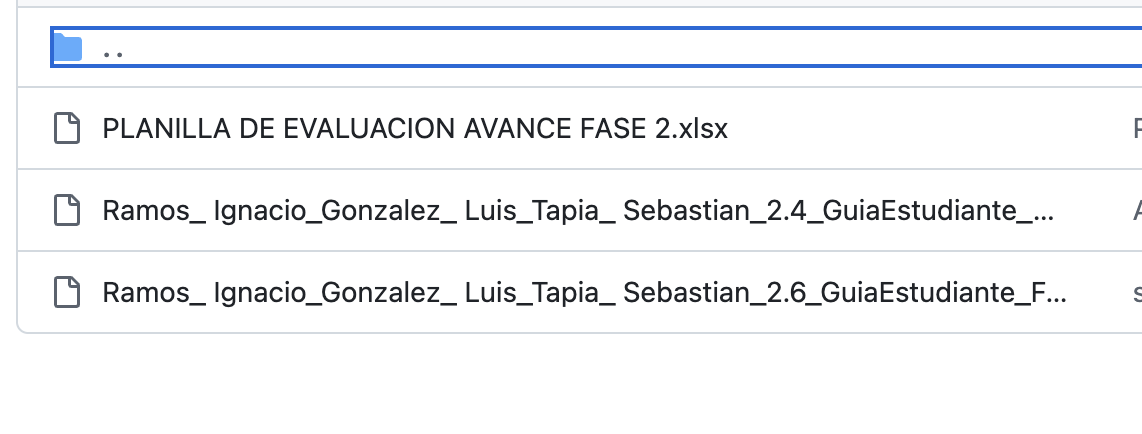 ..
PLANILLA DE EVALUACION AVANCE FASE 2.xlsx
Ramos_ Ignacio_Gonzalez_ Luis_Tapia_ Sebastian_2.4_GuiaEstudiante_...
Ramos_ Ignacio_Gonzalez_ Luis_Tapia_ Sebastian_2.6_GuiaEstudiante_F...